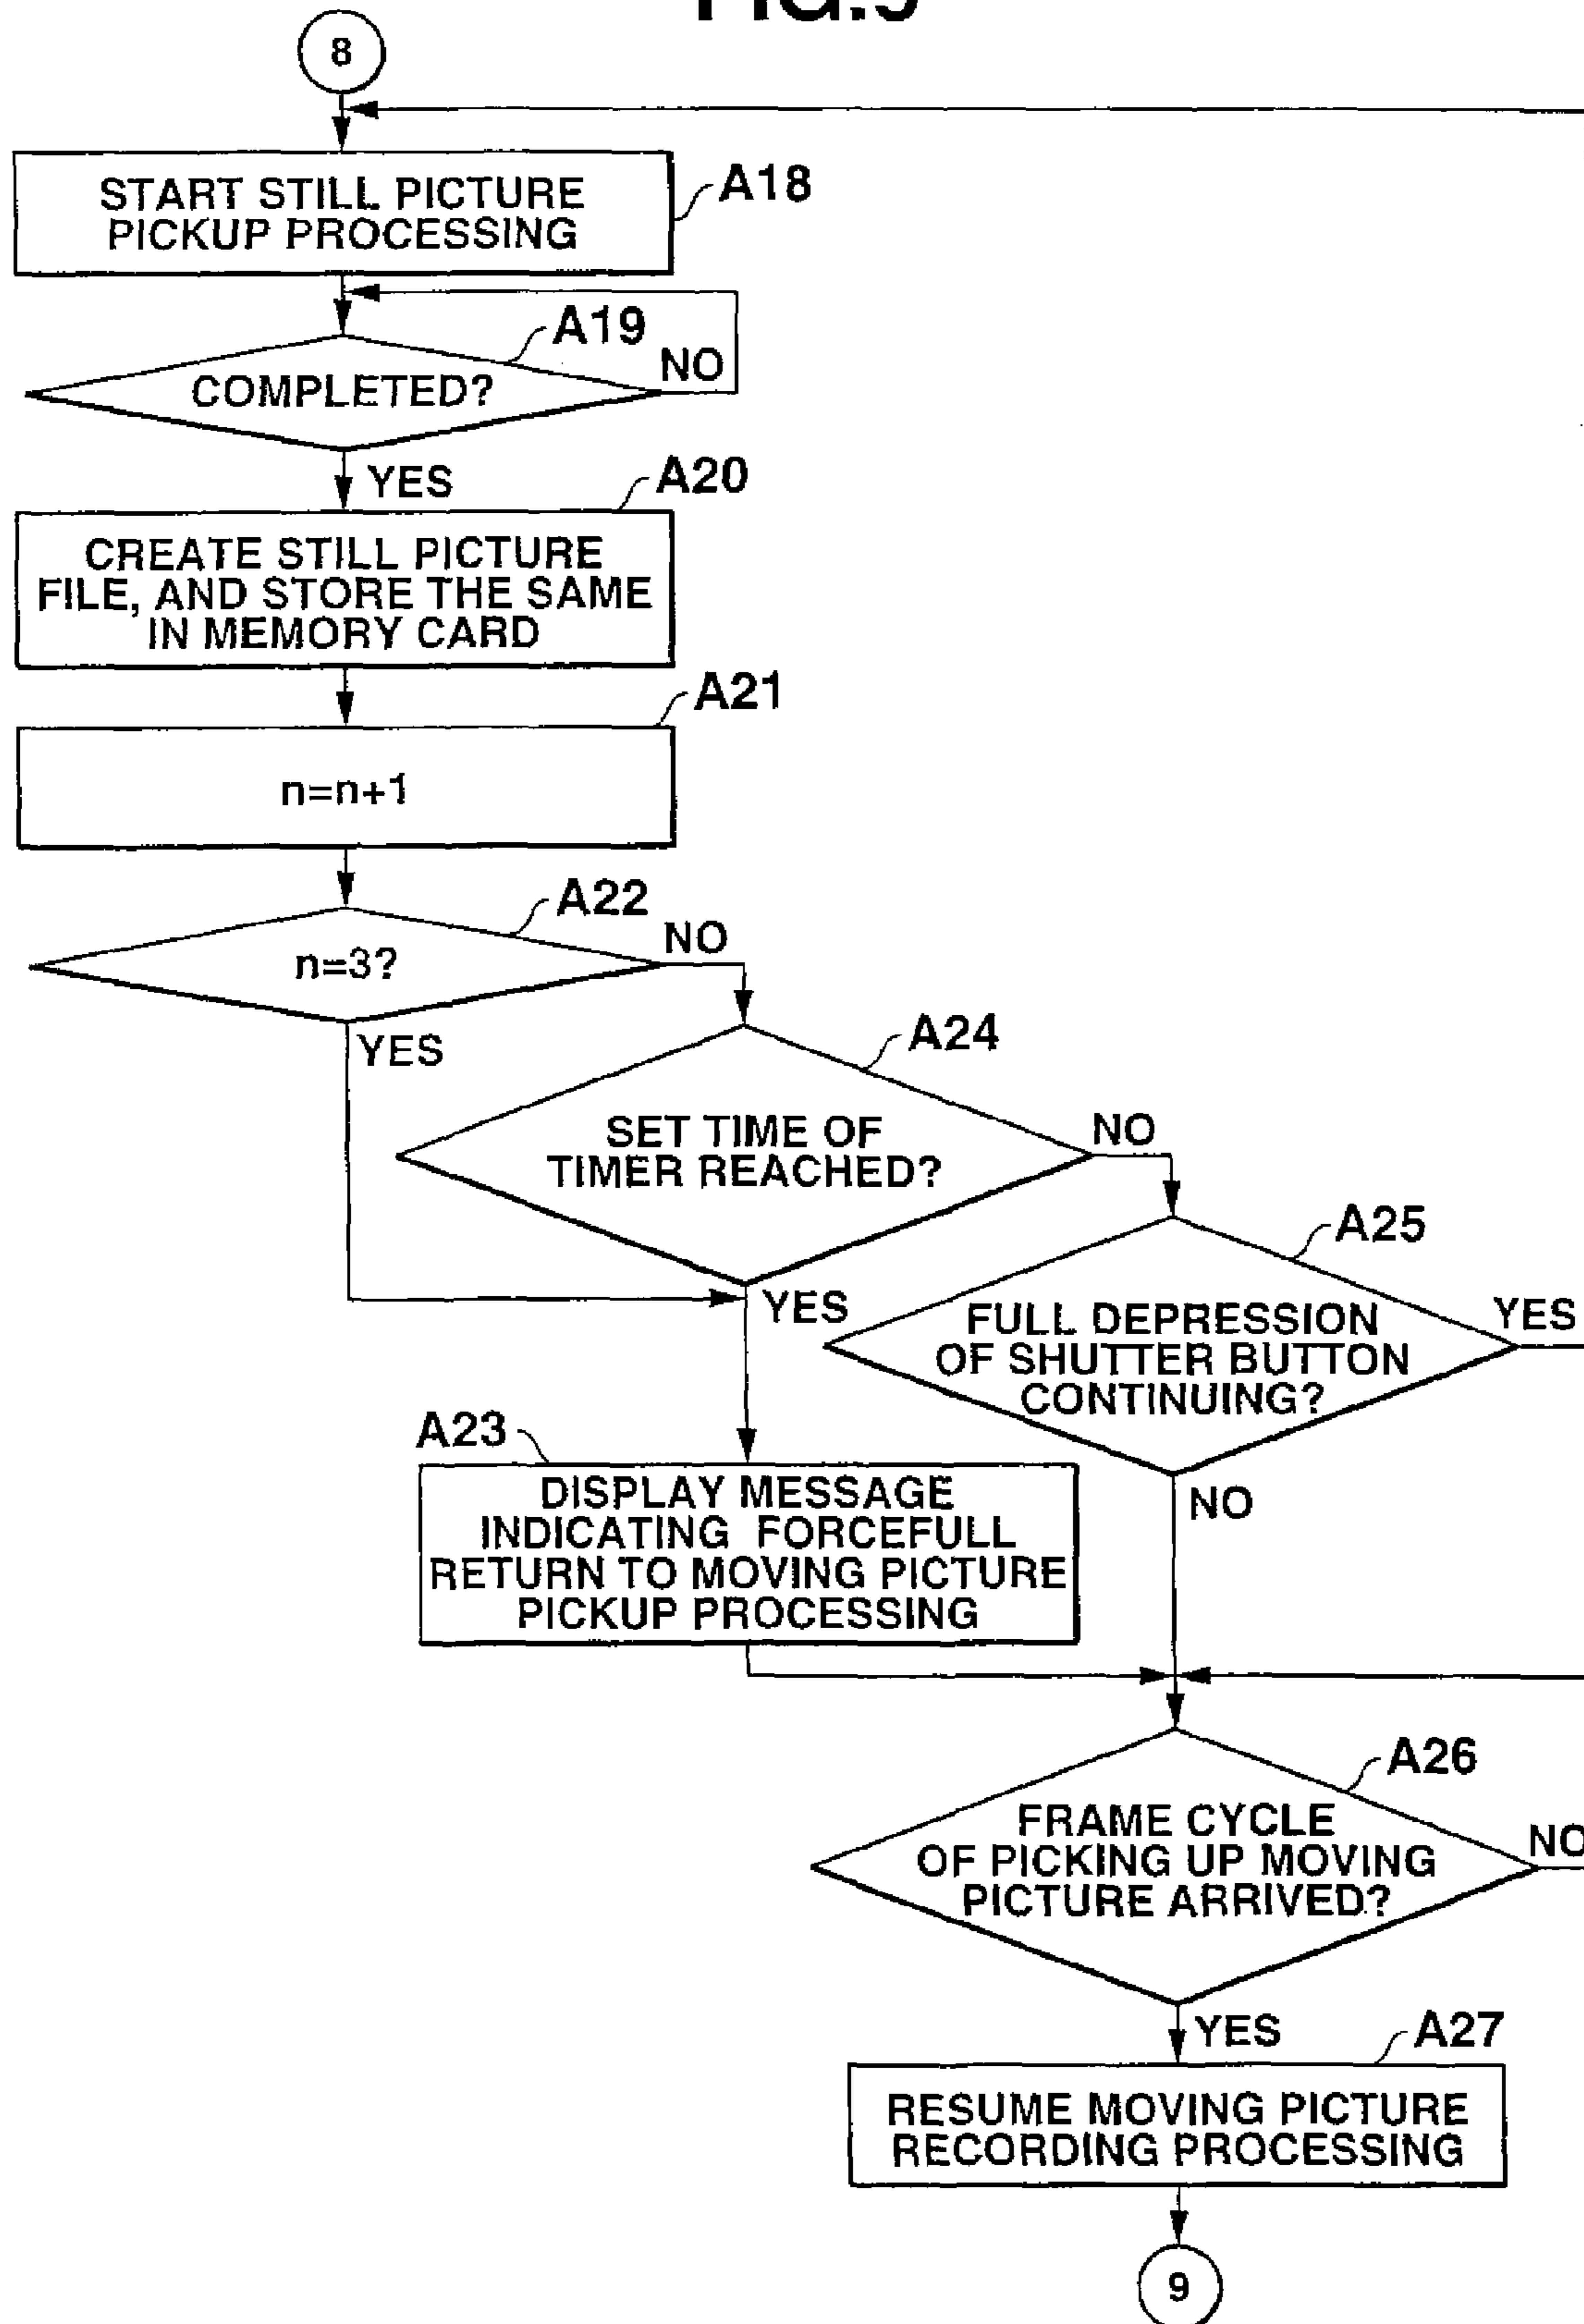 8
START STILL PICTURE
PICKUP PROCESSING
A18
COMPLETED?
A19
NO
YES
A20
CREATE STILL PICTURE
FILE, AND STORE THE SAME
IN MEMORY CARD
A21
n=n+1
A22
n=3?
NO
YES
A24
SET TIME OF
TIMER REACHED?
NO
YES
A25
FULL DEPRESSION
OF SHUTTER BUTTON
CONTINUING?
YES
NO
A23
DISPLAY MESSAGE
INDICATING FORCEFULL
RETURN TO MOVING PICTURE
PICKUP PROCESSING
A26
FRAME CYCLE
OF PICKING UP MOVING
PICTURE ARRIVED?
NO
YES
A27
RESUME MOVING PICTURE
RECORDING PROCESSING
9